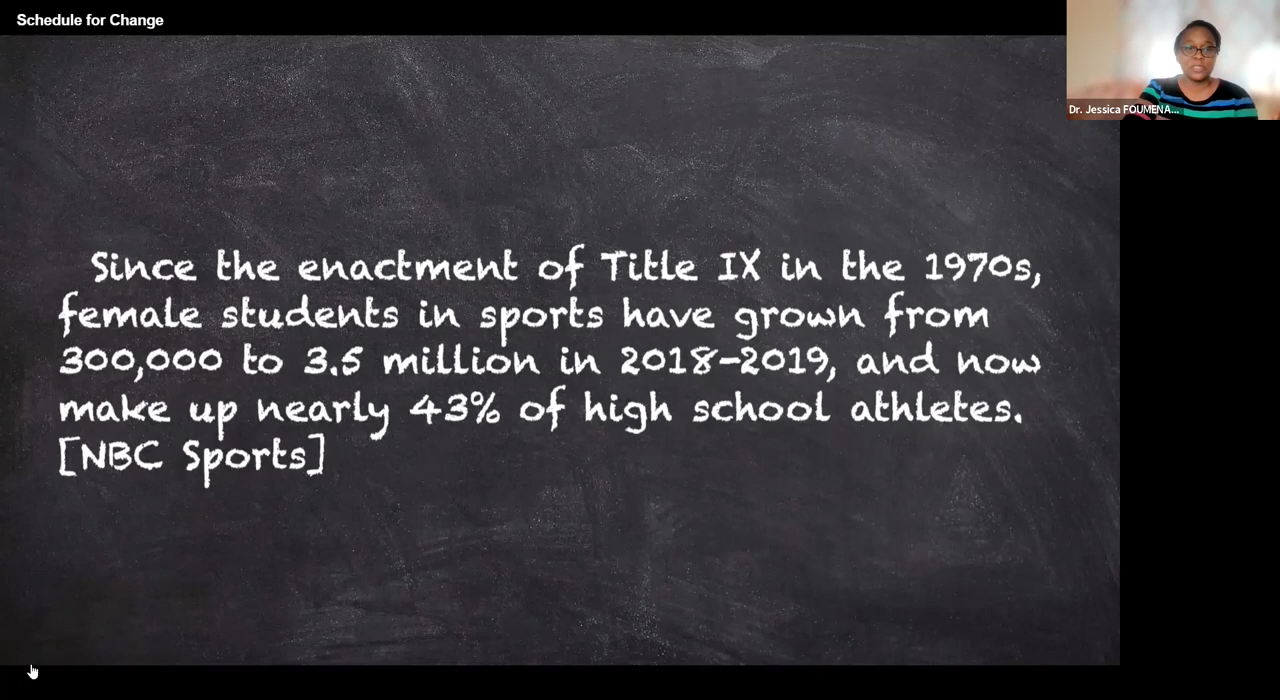 Schedule for Change
Dr. Jessica FOUMENA...
Since the enactment of Title IX in the 1970s,
female students in sports have grown from
300,000 to 3.5 million in 2018-2019, and now
make up nearly 43% of high school athletes.
[NBC Sports]